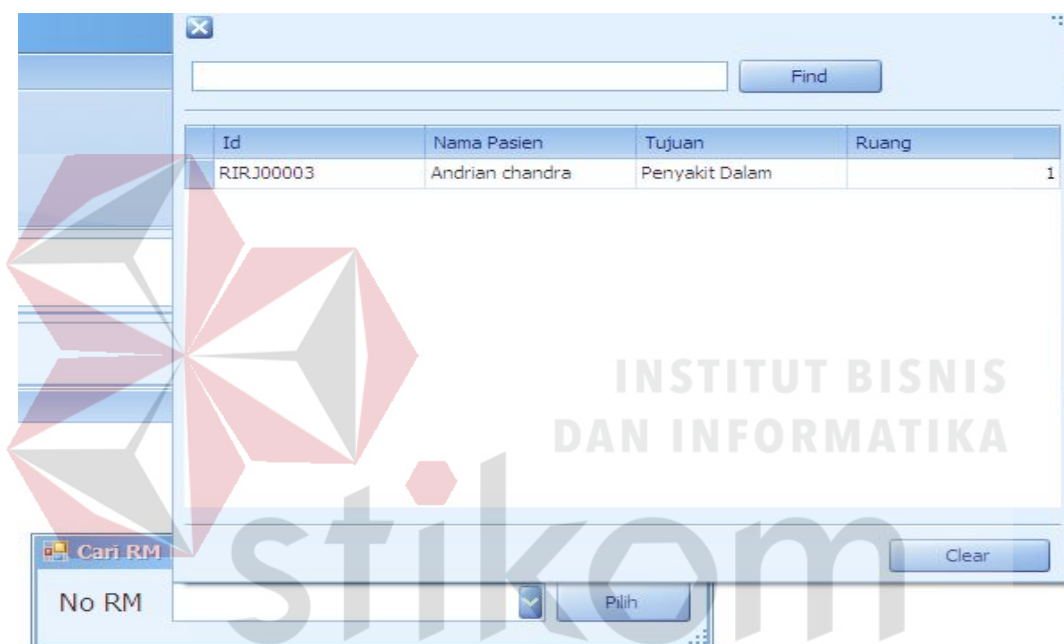 Find
Id Nama Pasien Tujuan Ruang
RIRJ00003 Andrian chandra Penyakit Dalam 1
INSTITUT BISNIS
DAN INFORMATIKA
stikom
Clear
Cari RM
No RM Pilih